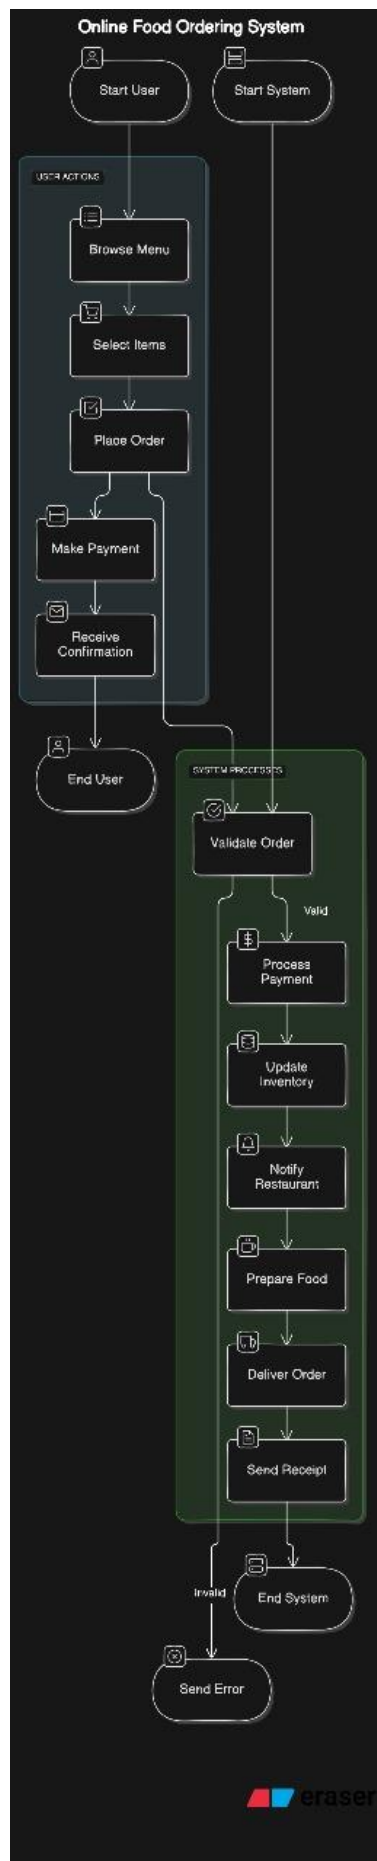 Online Food Ordering System
Start User
Start System
USER ACTIONS
Browse Menu
Select Items
Place Order
Make Payment
Receive
Confirmation
End User
SYSTEM PROCESSES
Validate Order
Valid
Process
Payment
Update
Inventory
Notify
Restaurant
Prepare Food
Deliver Order
Send Receipt
Invalid
End System
Send Error
eraser